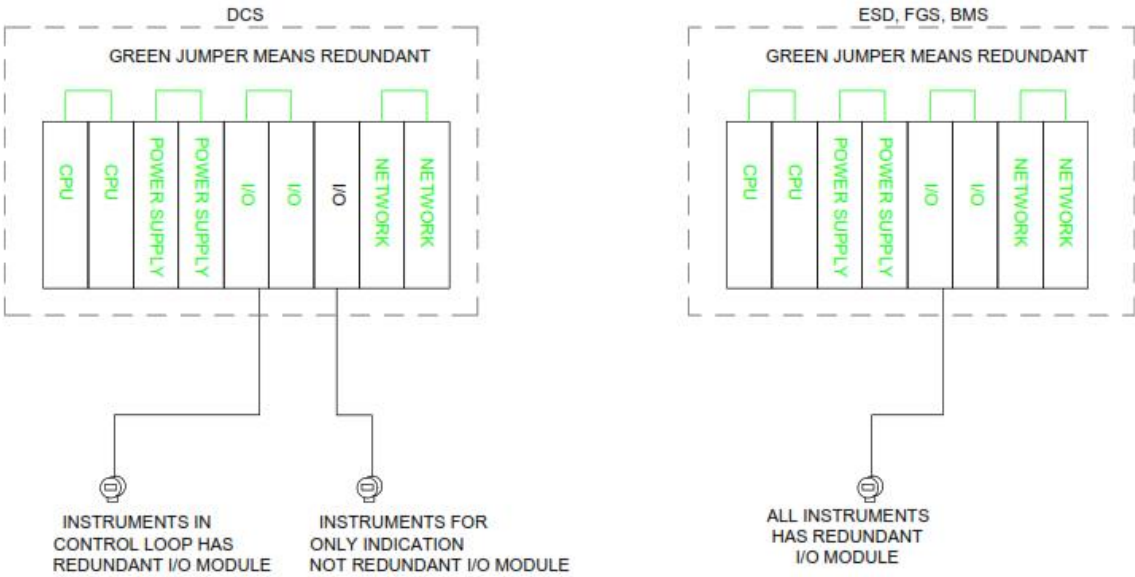 DCS
GREEN JUMPER MEANS REDUNDANT
CPU
CPU
POWER SUPPLY
POWER SUPPLY
I/O
I/O
I/O
NETWORK
NETWORK
INSTRUMENTS IN
CONTROL LOOP HAS
REDUNDANT I/O MODULE
INSTRUMENTS FOR
ONLY INDICATION
NOT REDUNDANT I/O MODULE
ESD, FGS, BMS
GREEN JUMPER MEANS REDUNDANT
CPU
CPU
POWER SUPPLY
POWER SUPPLY
I/O
I/O
NETWORK
NETWORK
ALL INSTRUMENTS
HAS REDUNDANT
I/O MODULE